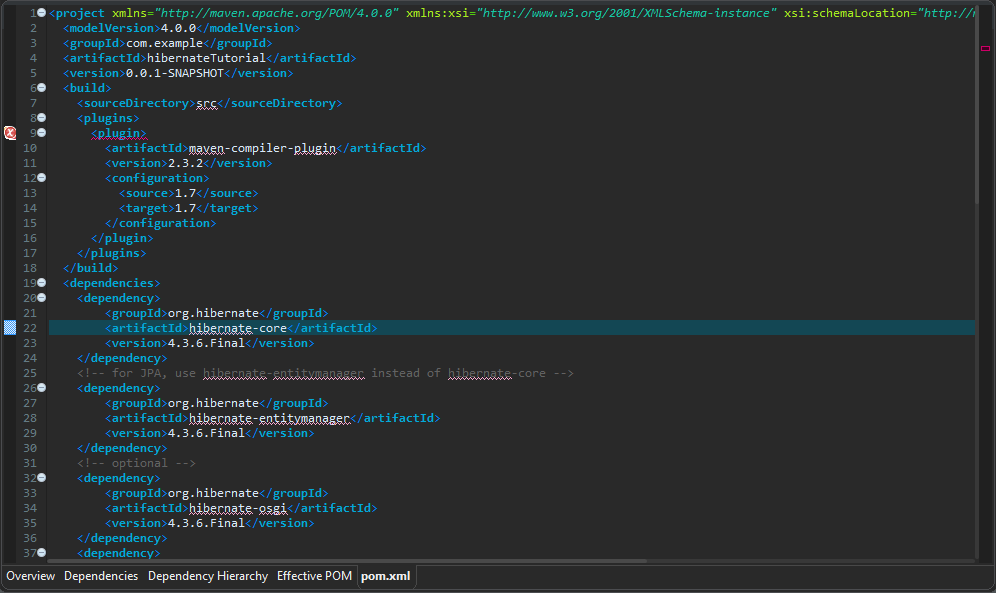 1 <project xmlns="http://maven.apache.org/POM/4.0.0" xmlns:xsi="http://www.w3.org/2001/XMLSchema-instance" xsi:schemaLocation="http://
2 <modelVersion>4.0.0</modelVersion>
3 <groupId>com.example</groupId>
4 <artifactId>hibernateTutorial</artifactId>
5 <version>0.0.1-SNAPSHOT</version>
6 <build>
7 <sourceDirectory>src</sourceDirectory>
8 <plugins>
9 <plugin>
10 <artifactId>maven-compiler-plugin</artifactId>
11 <version>2.3.2</version>
12 <configuration>
13 <source>1.7</source>
14 <target>1.7</target>
15 </configuration>
16 </plugin>
17 </plugins>
18 </build>
19 <dependencies>
20 <dependency>
21 <groupId>org.hibernate</groupId>
22 <artifactId>hibernate-core</artifactId>
23 <version>4.3.6.Final</version>
24 </dependency>
25 <!-- for JPA, use hibernate-entitymanager instead of hibernate-core -->
26 <dependency>
27 <groupId>org.hibernate</groupId>
28 <artifactId>hibernate-entitymanager</artifactId>
29 <version>4.3.6.Final</version>
30 </dependency>
31 <!-- optional -->
32 <dependency>
33 <groupId>org.hibernate</groupId>
34 <artifactId>hibernate-osgi</artifactId>
35 <version>4.3.6.Final</version>
36 </dependency>
37 <dependency>
Overview Dependencies Dependency Hierarchy Effective POM pom.xml